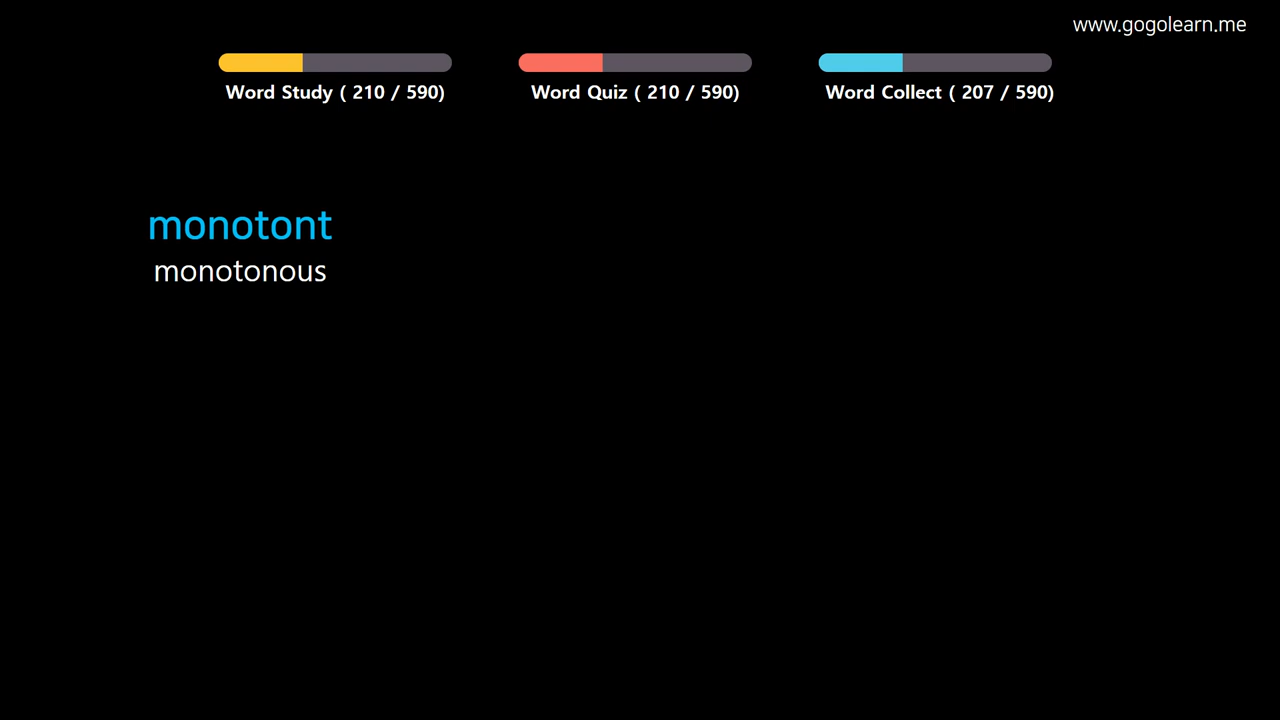 www.gogolearn.me
Word Study ( 210 / 590)
Word Quiz ( 210 / 590)
Word Collect ( 207 / 590)
monotont
monotonous